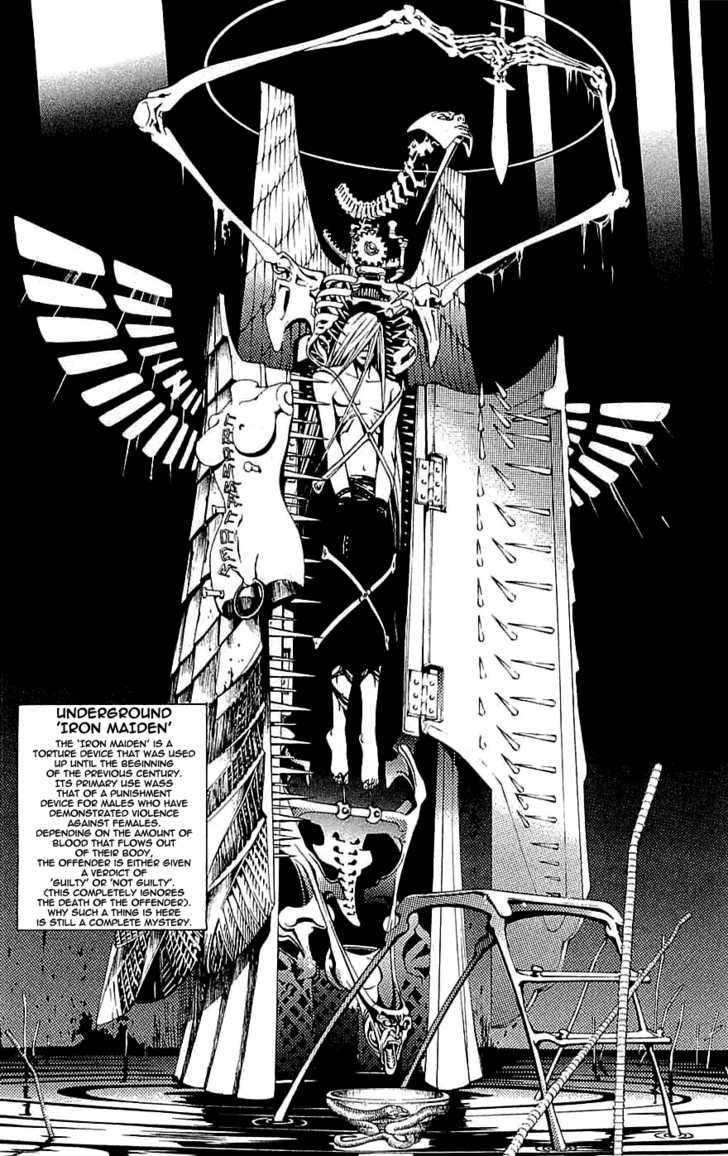 UNDERGROUND
'IRON MAIDEN'
THE 'IRON MAIDEN' IS A
TORTURE DEVICE THAT WAS USED
UP UNTIL THE BEGINNING
OF THE PREVIOUS CENTURY.
ITS PRIMARY USE WASS
THAT OF A PUNISHMENT
DEVICE FOR MALES WHO HAVE
DEMONSTRATED VIOLENCE
AGAINST FEMALES.
DEPENDING ON THE AMOUNT OF
BLOOD THAT FLOWS OUT
OF THEIR BODY,
THE OFFENDER IS EITHER GIVEN
A VERDICT OF
'GUILTY' OR 'NOT GUILTY'.
(THIS COMPLETELY IGNORES
THE DEATH OF THE OFFENDER).
WHY SUCH A THING IS HERE
IS STILL A COMPLETE MYSTERY.